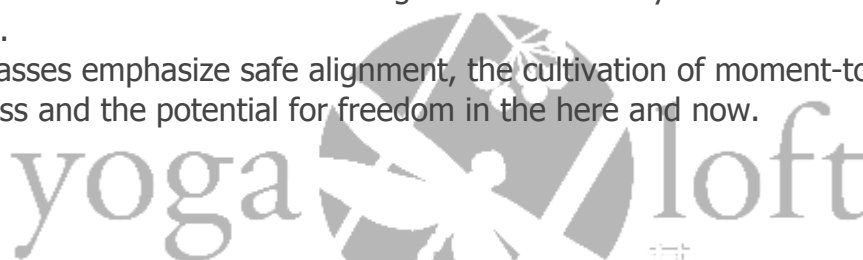 .
asses emphasize safe alignment, the cultivation of moment-to
ss and the potential for freedom in the here and now.
yoga loft